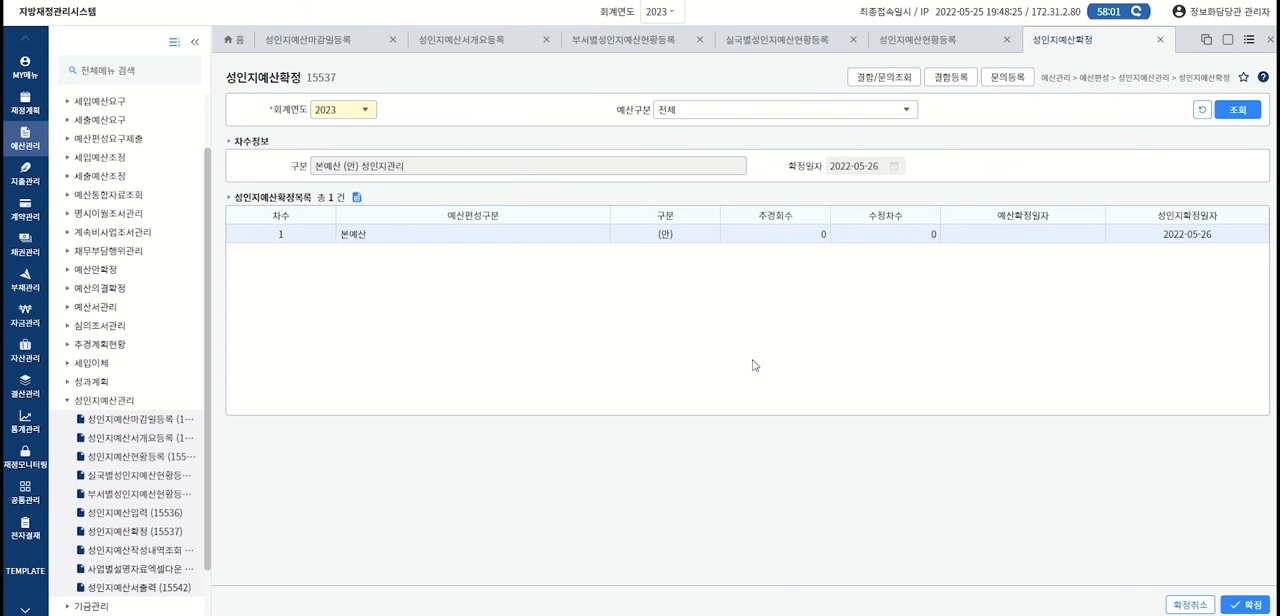 지방재정관리시스템
회계연도 2023
최종접속일시 / IP 2022-05-25 19:48:25 / 172.31.2.80 58:01 정보화담당관 관리자
홈 성인지예산마감일등록 성인지예산서개요등록 부서별성인지예산현황등록 실국별성인지예산현황등록 성인지예산현황등록 성인지예산확정
MY메뉴
재정계획
예산관리
지출관리
계약관리
채권관리
부채관리
자금관리
자산관리
결산관리
통계관리
재정모니터링
공통관리
전자결재
TEMPLATE
전체메뉴 검색
세입예산요구
세출예산요구
예산편성요구제출
세입예산조정
세출예산조정
예산통합자료조회
명시이월조서관리
계속비사업조서관리
채무부담행위관리
예산안확정
예산의결확정
예산서관리
심의조서관리
추경계획현황
세입이체
성과계획
성인지예산관리
성인지예산마감일등록 (1···
성인지예산서개요등록 (1···
성인지예산현황등록 (155···
실국별성인지예산현황등···
부서별성인지예산현황등···
성인지예산입력 (15536)
성인지예산확정 (15537)
성인지예산작성내역조회 ···
사업별설명자료엑셀다운 ···
성인지예산서출력 (15542)
기금관리
성인지예산확정 15537
결함/문의조회 결함등록 문의등록 예산관리 > 예산편성 > 성인지예산관리 > 성인지예산확정
*회계연도 2023 예산구분 전체 조회
차수정보
구분 본예산 (안) 성인지관리 확정일자 2022-05-26
성인지예산확정목록 총 1 건
차수 예산편성구분 구분 추경회수 수정차수 예산확정일자 성인지확정일자
1 본예산 (안) 0 0 2022-05-26
확정취소 확정